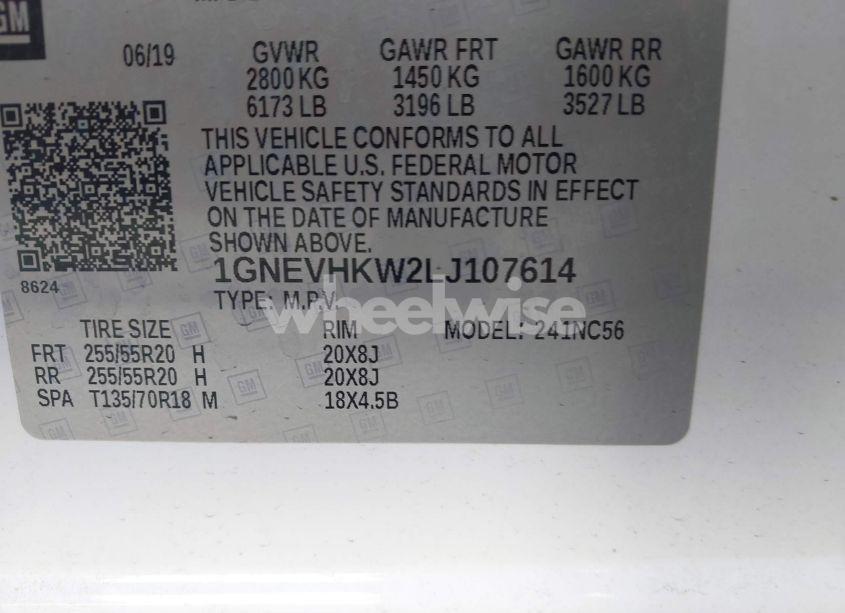 GM
06/19 GVWR GAWR FRT GAWR RR
2800 KG 1450 KG 1600 KG
6173 LB 3196 LB 3527 LB
THIS VEHICLE CONFORMS TO ALL
APPLICABLE U.S. FEDERAL MOTOR
VEHICLE SAFETY STANDARDS IN EFFECT
ON THE DATE OF MANUFACTURE
SHOWN ABOVE.
8624
1GNEVHKW2LJ107614
TYPE: M.P.V.
wheelwise
TIRE SIZE RIM MODEL: 241NC56
FRT 255/55R20 H 20X8J
RR 255/55R20 H 20X8J
SPA T135/70R18 M 18X4.5B